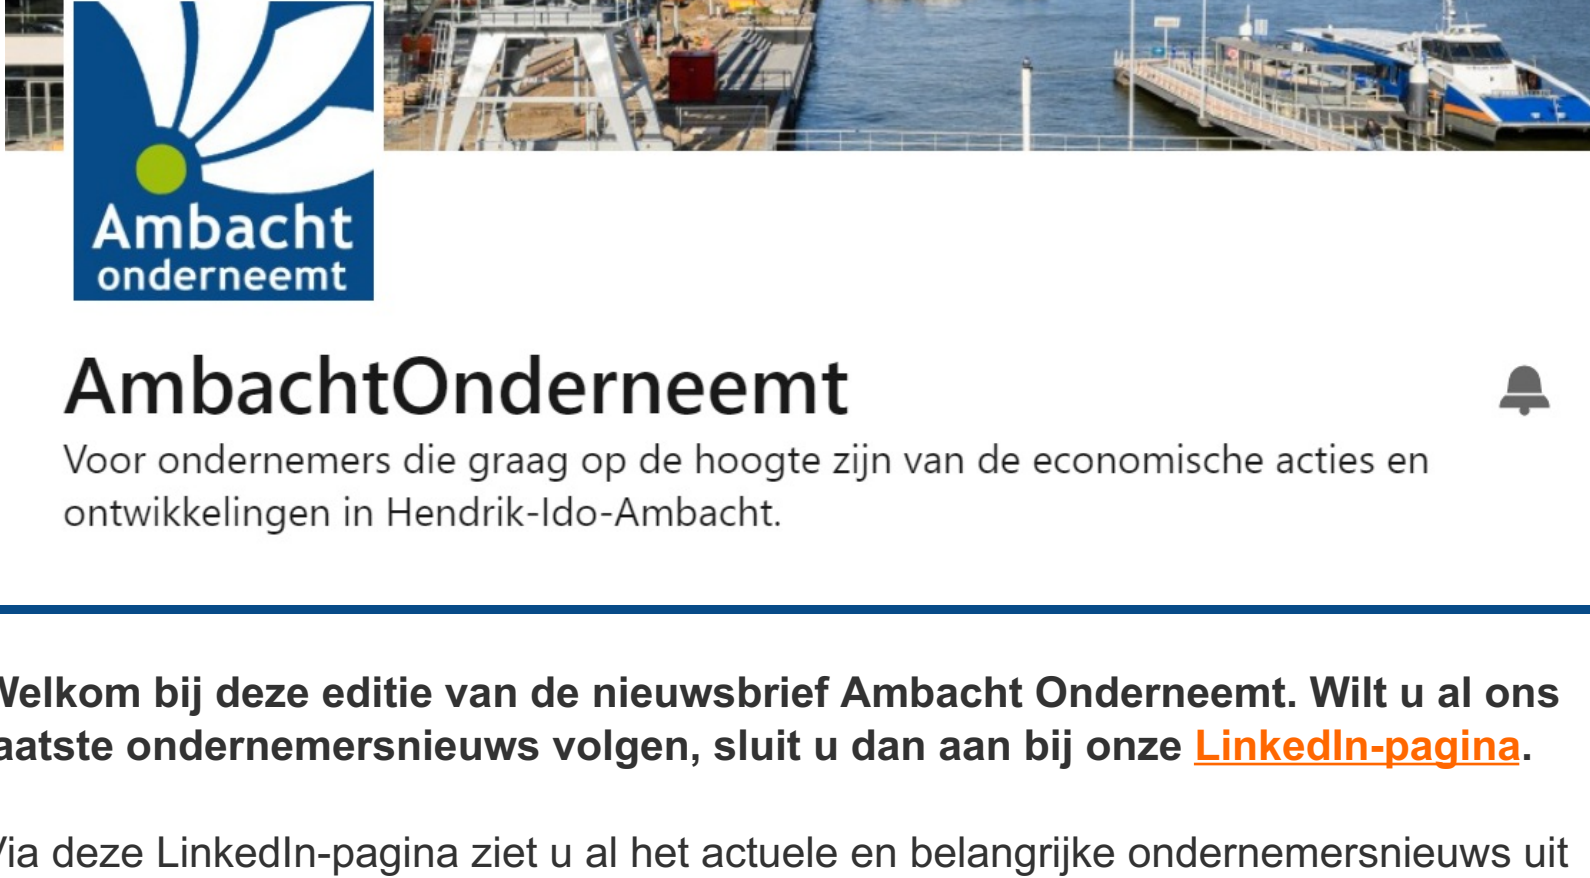 Ambacht
onderneemt
AmbachtOnderneemt
Voor ondernemers die graag op de hoogte zijn van de economische acties en
ontwikkelingen in Hendrik-Ido-Ambacht.
Welkom bij deze editie van de nieuwsbrief Ambacht Onderneemt. Wilt u al ons
aatste ondernemersnieuws volgen, sluit u dan aan bij onze LinkedIn-pagina.
Via deze LinkedIn-pagina ziet u al het actuele en belangrijke ondernemersnieuws uit